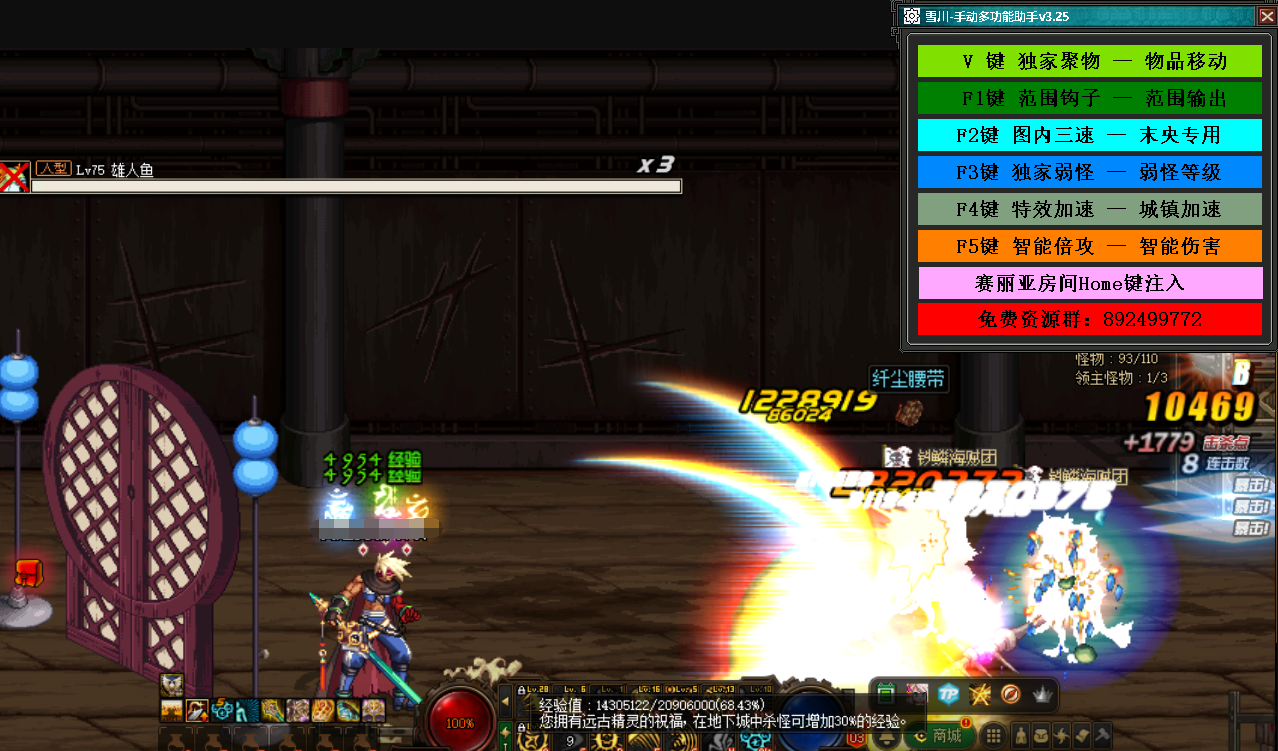 雪川-手动多功能助手v3.25
V 键 独家聚物 — 物品移动
F1键 范围钩子 — 范围输出
F2键 图内三速 — 末央专用
F3键 独家弱怪 — 弱怪等级
F4键 特效加速 — 城镇加速
F5键 智能倍攻 — 智能伤害
赛丽亚房间Home键注入
免费资源群：892499772
人型 Lv75 雄人鱼
x3
怪物：93/110
领主怪物：1/3
B
纤尘腰带
1228919
86024
10469
+1779 击杀点
8 连击数
暴击!
暴击!
暴击!
+954 经验
+954 经验
鳞海贼团
鳞海贼团
100%
经验值：14305122/20906000(68.43%)
您拥有远古精灵的祝福，在地下城中杀怪可增加30%的经验。
TP
9
商城